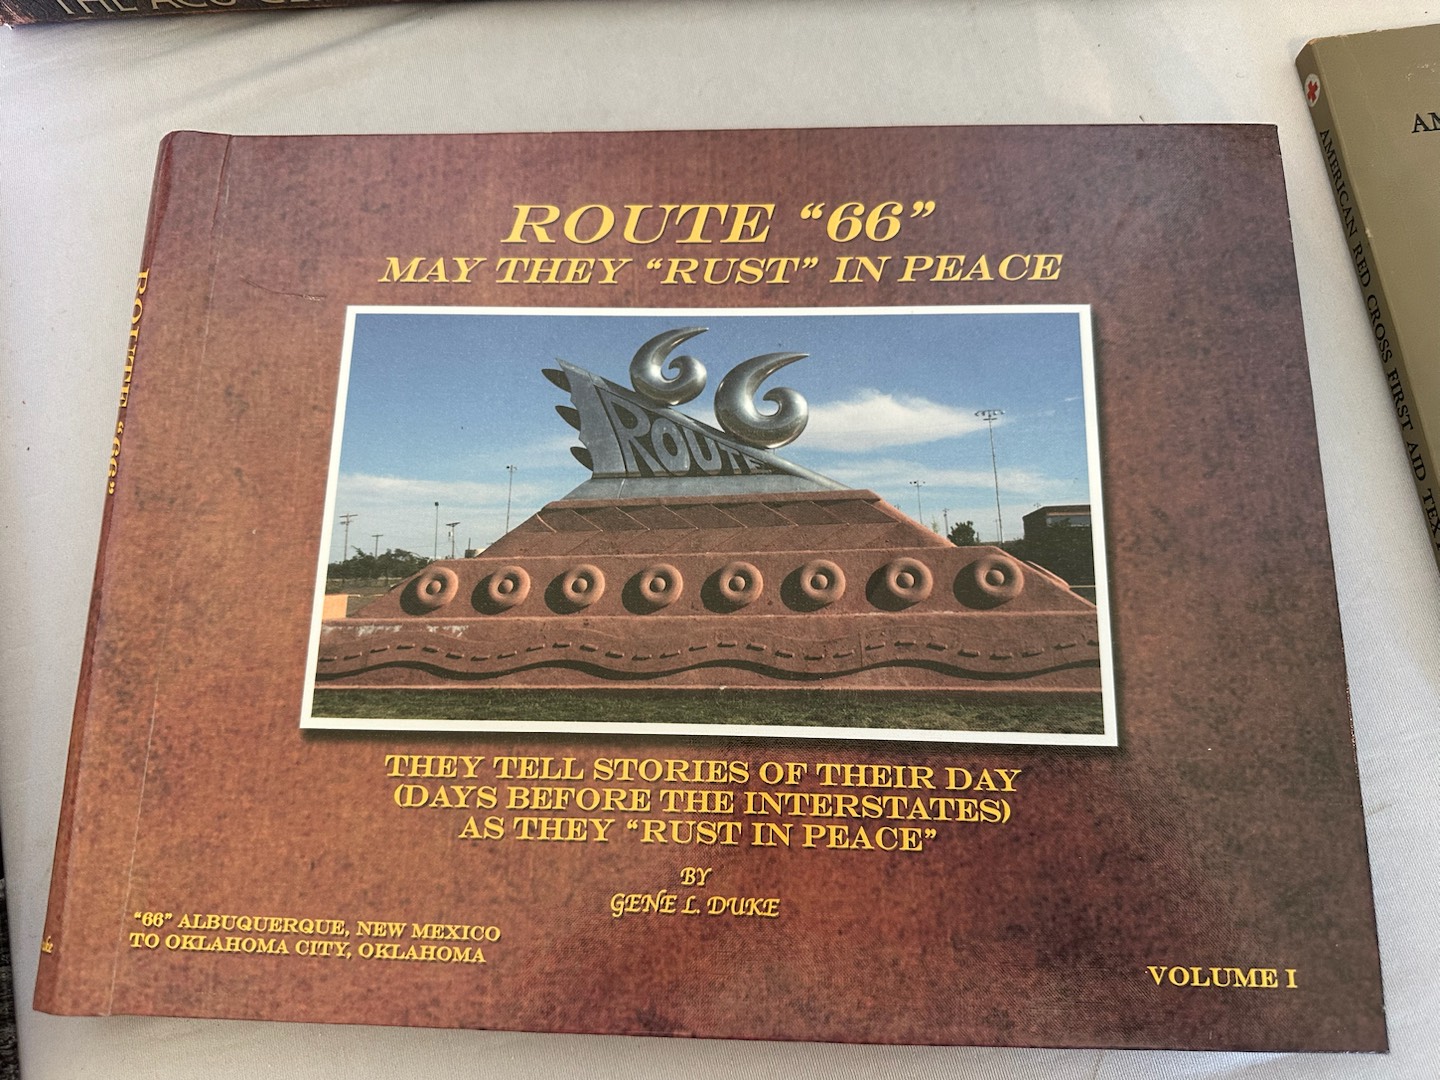 ROUTE "66"
MAY THEY "RUST" IN PEACE
66
ROUTE
THEY TELL STORIES OF THEIR DAY
(DAYS BEFORE THE INTERSTATES)
AS THEY "RUST IN PEACE"
BY
GENE L. DUKE
"66" ALBUQUERQUE, NEW MEXICO
TO OKLAHOMA CITY, OKLAHOMA
VOLUME I
ROUTE "66"
AMERICAN RED CROSS FIRST AID